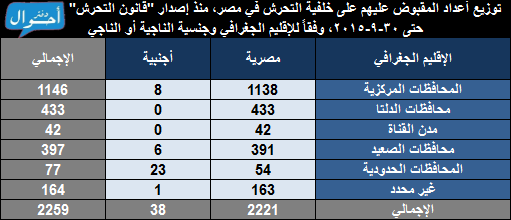 توزيع أعداد المقبوض عليهم على خلفية التحرش في مصر، منذ إصدار "قانون التحرش"
حتى ٣٠-٩-٢٠١٥، وفقاً للإقليم الجغرافي وجنسية الناجية أو الناجي
الإقليم الجغرافي مصرية أجنبية الإجمالي
المحافظات المركزية 1138 8 1146
محافظات الدلتا 433 0 433
مدن القناة 42 0 42
محافظات الصعيد 391 6 397
المحافظات الحدودية 54 23 77
غير محدد 163 1 164
الإجمالي 2221 38 2259